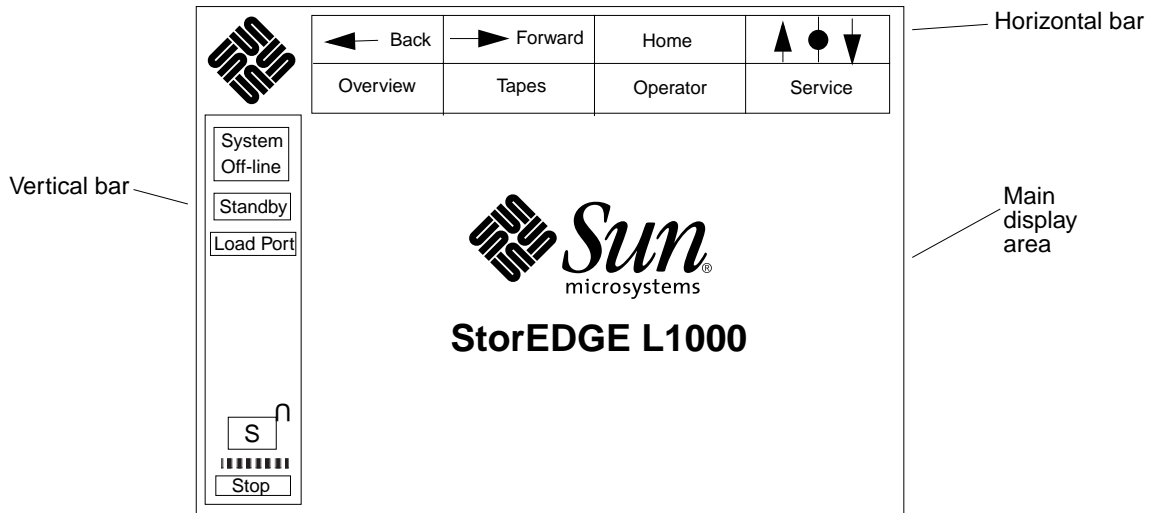 Horizontal bar
Back
Forward
Home
Overview
Tapes
Operator
Service
System
Off-line
Vertical bar
Standby
Load Port
Main
display
area
Sun®
microsystems
StorEDGE L1000
S
Stop